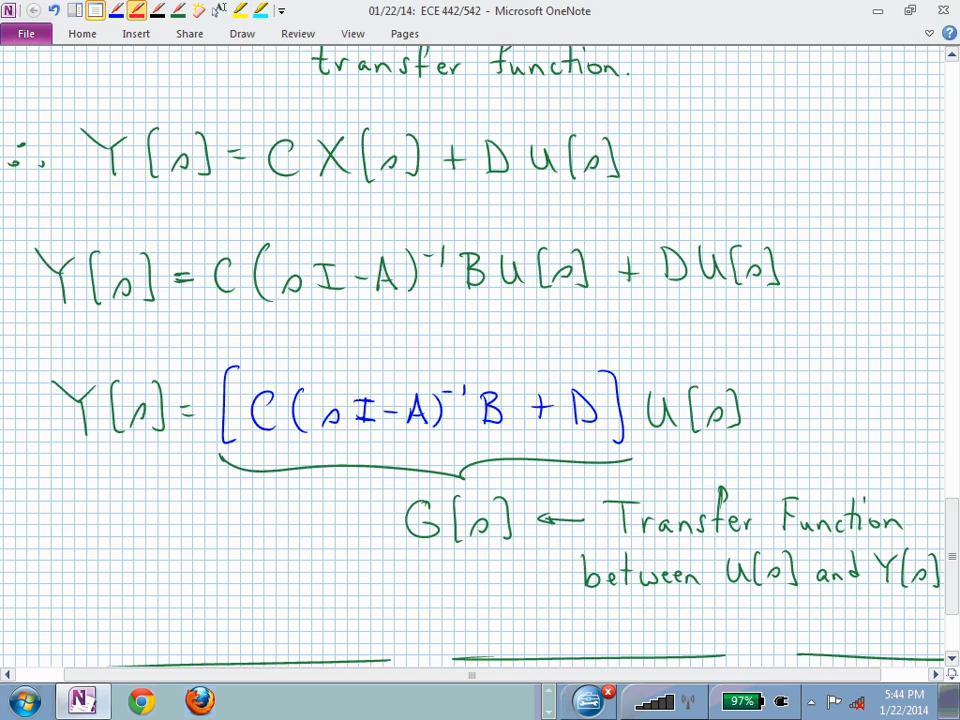 01/22/14: ECE 442/542 - Microsoft OneNote
File Home Insert Share Draw Review View Pages
transfer function.
∴ Y[s] = C X[s] + D U[s]
Y[s] = C (sI-A)⁻¹ B U[s] + D U[s]
Y[s] = [C (sI-A)⁻¹ B + D] U[s]
G[s] ← Transfer Function
between U[s] and Y[s]
97%
5:44 PM
1/22/2014